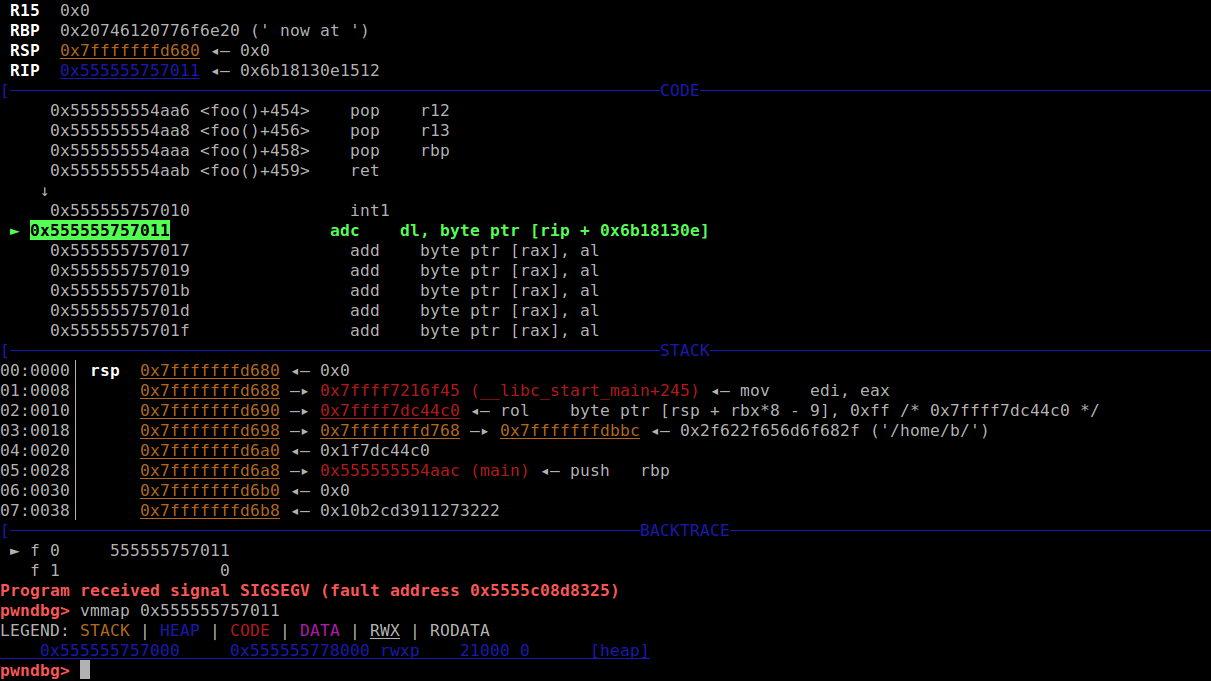 R15  0x0
RBP  0x20746120776f6e20 (' now at ')
RSP  0x7fffffffd680 ◂— 0x0
RIP  0x555555757011 ◂— 0x6b18130e1512
[─CODE─
0x555555554aa6 <foo()+454>    pop    r12
0x555555554aa8 <foo()+456>    pop    r13
0x555555554aaa <foo()+458>    pop    rbp
0x555555554aab <foo()+459>    ret
↓
0x555555757010                int1
► 0x555555757011                adc    dl, byte ptr [rip + 0x6b18130e]
0x555555757017                add    byte ptr [rax], al
0x555555757019                add    byte ptr [rax], al
0x55555575701b                add    byte ptr [rax], al
0x55555575701d                add    byte ptr [rax], al
0x55555575701f                add    byte ptr [rax], al
[─STACK─
00:0000│ rsp  0x7fffffffd680 ◂— 0x0
01:0008│      0x7fffffffd688 —▸ 0x7ffff7216f45 (__libc_start_main+245) ◂— mov    edi, eax
02:0010│      0x7fffffffd690 —▸ 0x7ffff7dc44c0 ◂— rol    byte ptr [rsp + rbx*8 - 9], 0xff /* 0x7ffff7dc44c0 */
03:0018│      0x7fffffffd698 —▸ 0x7fffffffd768 —▸ 0x7fffffffdbbc ◂— 0x2f622f656d6f682f ('/home/b/')
04:0020│      0x7fffffffd6a0 ◂— 0x1f7dc44c0
05:0028│      0x7fffffffd6a8 —▸ 0x555555554aac (main) ◂— push   rbp
06:0030│      0x7fffffffd6b0 ◂— 0x0
07:0038│      0x7fffffffd6b8 ◂— 0x10b2cd3911273222
[─BACKTRACE─
► f 0     555555757011
f 1                0
Program received signal SIGSEGV (fault address 0x5555c08d8325)
pwndbg> vmmap 0x555555757011
LEGEND: STACK | HEAP | CODE | DATA | RWX | RODATA
0x555555757000     0x555555778000 rwxp    21000 0      [heap]
pwndbg>